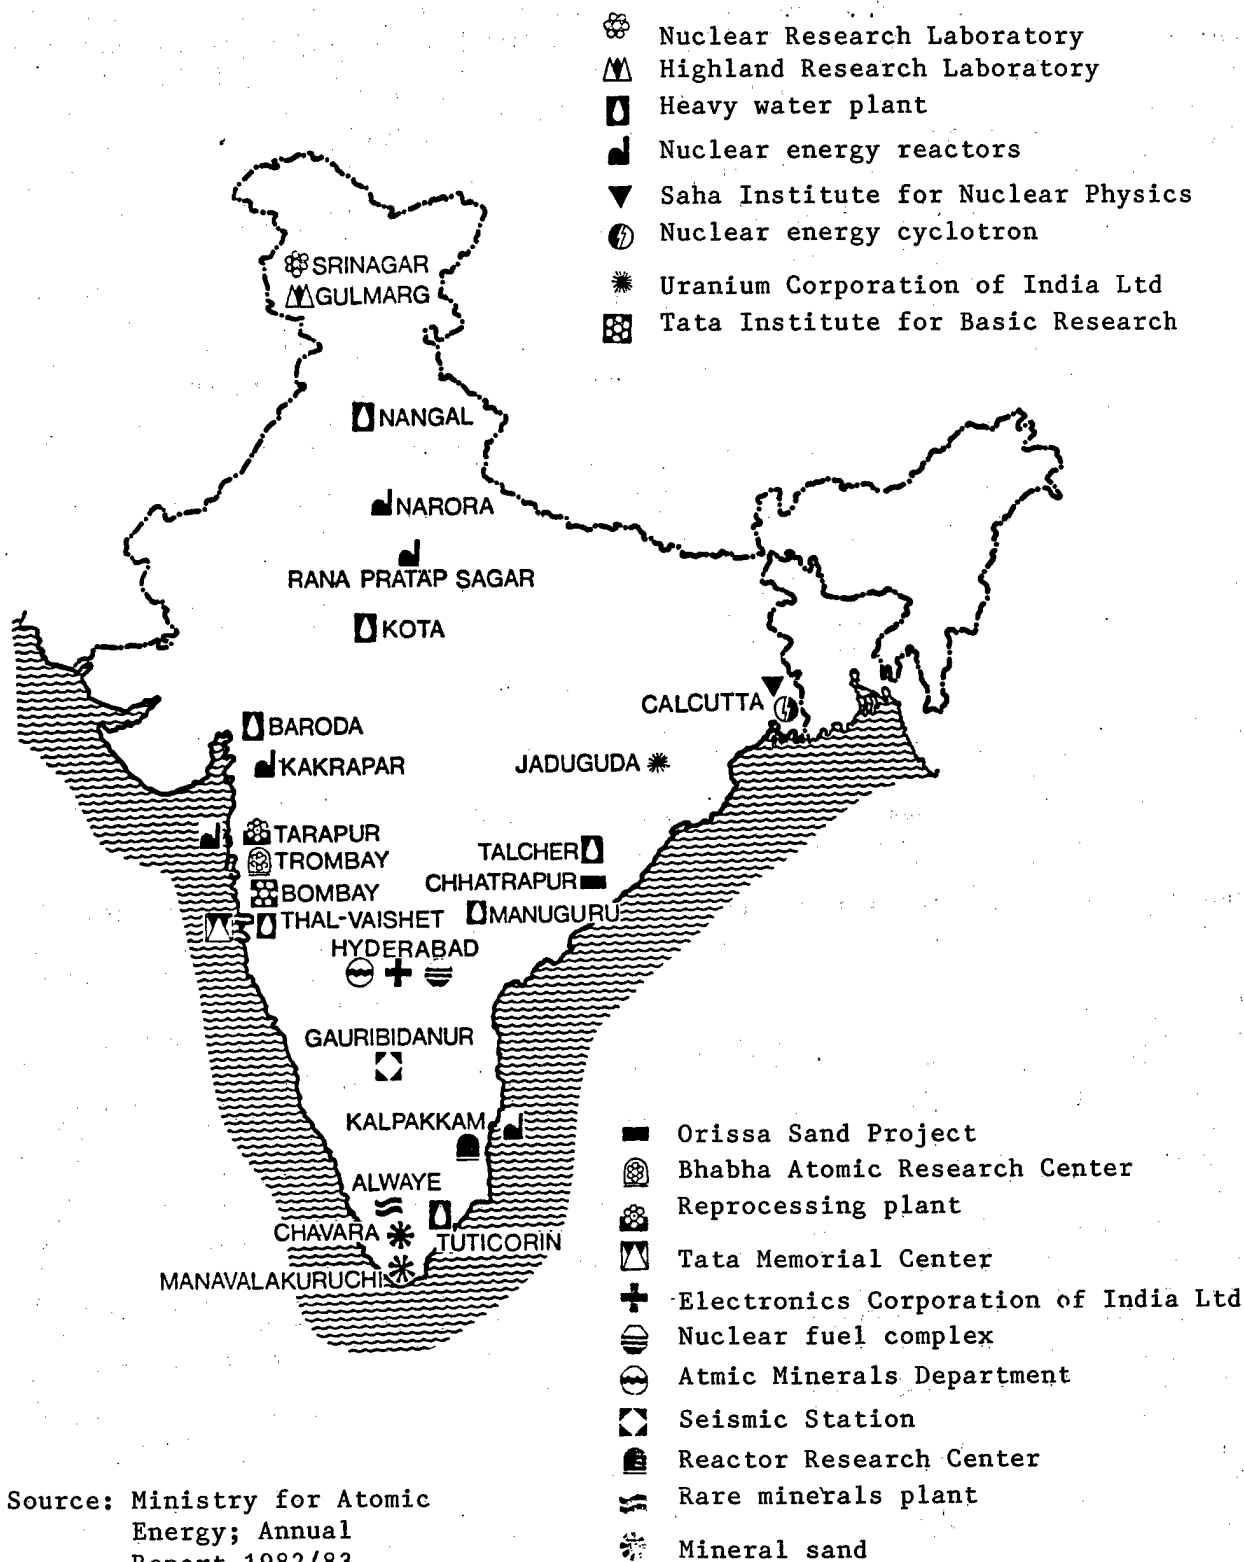 Nuclear Research Laboratory
Highland Research Laboratory
Heavy water plant
Nuclear energy reactors
Saha Institute for Nuclear Physics
Nuclear energy cyclotron
Uranium Corporation of India Ltd
Tata Institute for Basic Research
SRINAGAR
GULMARG
NANGAL
NARORA
RANA PRATAP SAGAR
KOTA
CALCUTTA
BARODA
KAKRAPAR
JADUGUDA
TARAPUR
TROMBAY
TALCHER
CHHATRAPUR
BOMBAY
THAL-VAISHET
MANUGURU
HYDERABAD
GAURIBIDANUR
KALPAKKAM
ALWAYE
CHAVARA
TUTICORIN
MANAVALAKURUCHI
Orissa Sand Project
Bhabha Atomic Research Center
Reprocessing plant
Tata Memorial Center
Electronics Corporation of India Ltd
Nuclear fuel complex
Atmic Minerals Department
Seismic Station
Reactor Research Center
Rare minerals plant
Mineral sand
Source: Ministry for Atomic
Energy; Annual
Report 1982/83